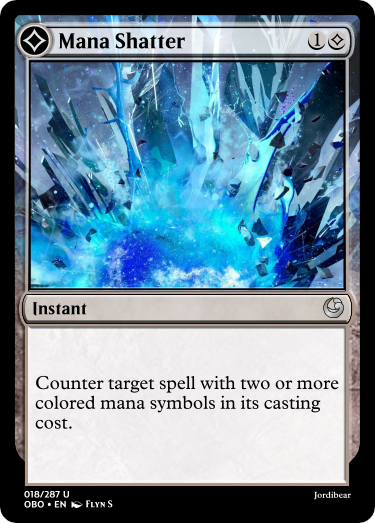 Mana Shatter 1
Instant
Counter target spell with two or more
colored mana symbols in its casting
cost.
018/287 U
OBO • EN Flyn S
Jordibear